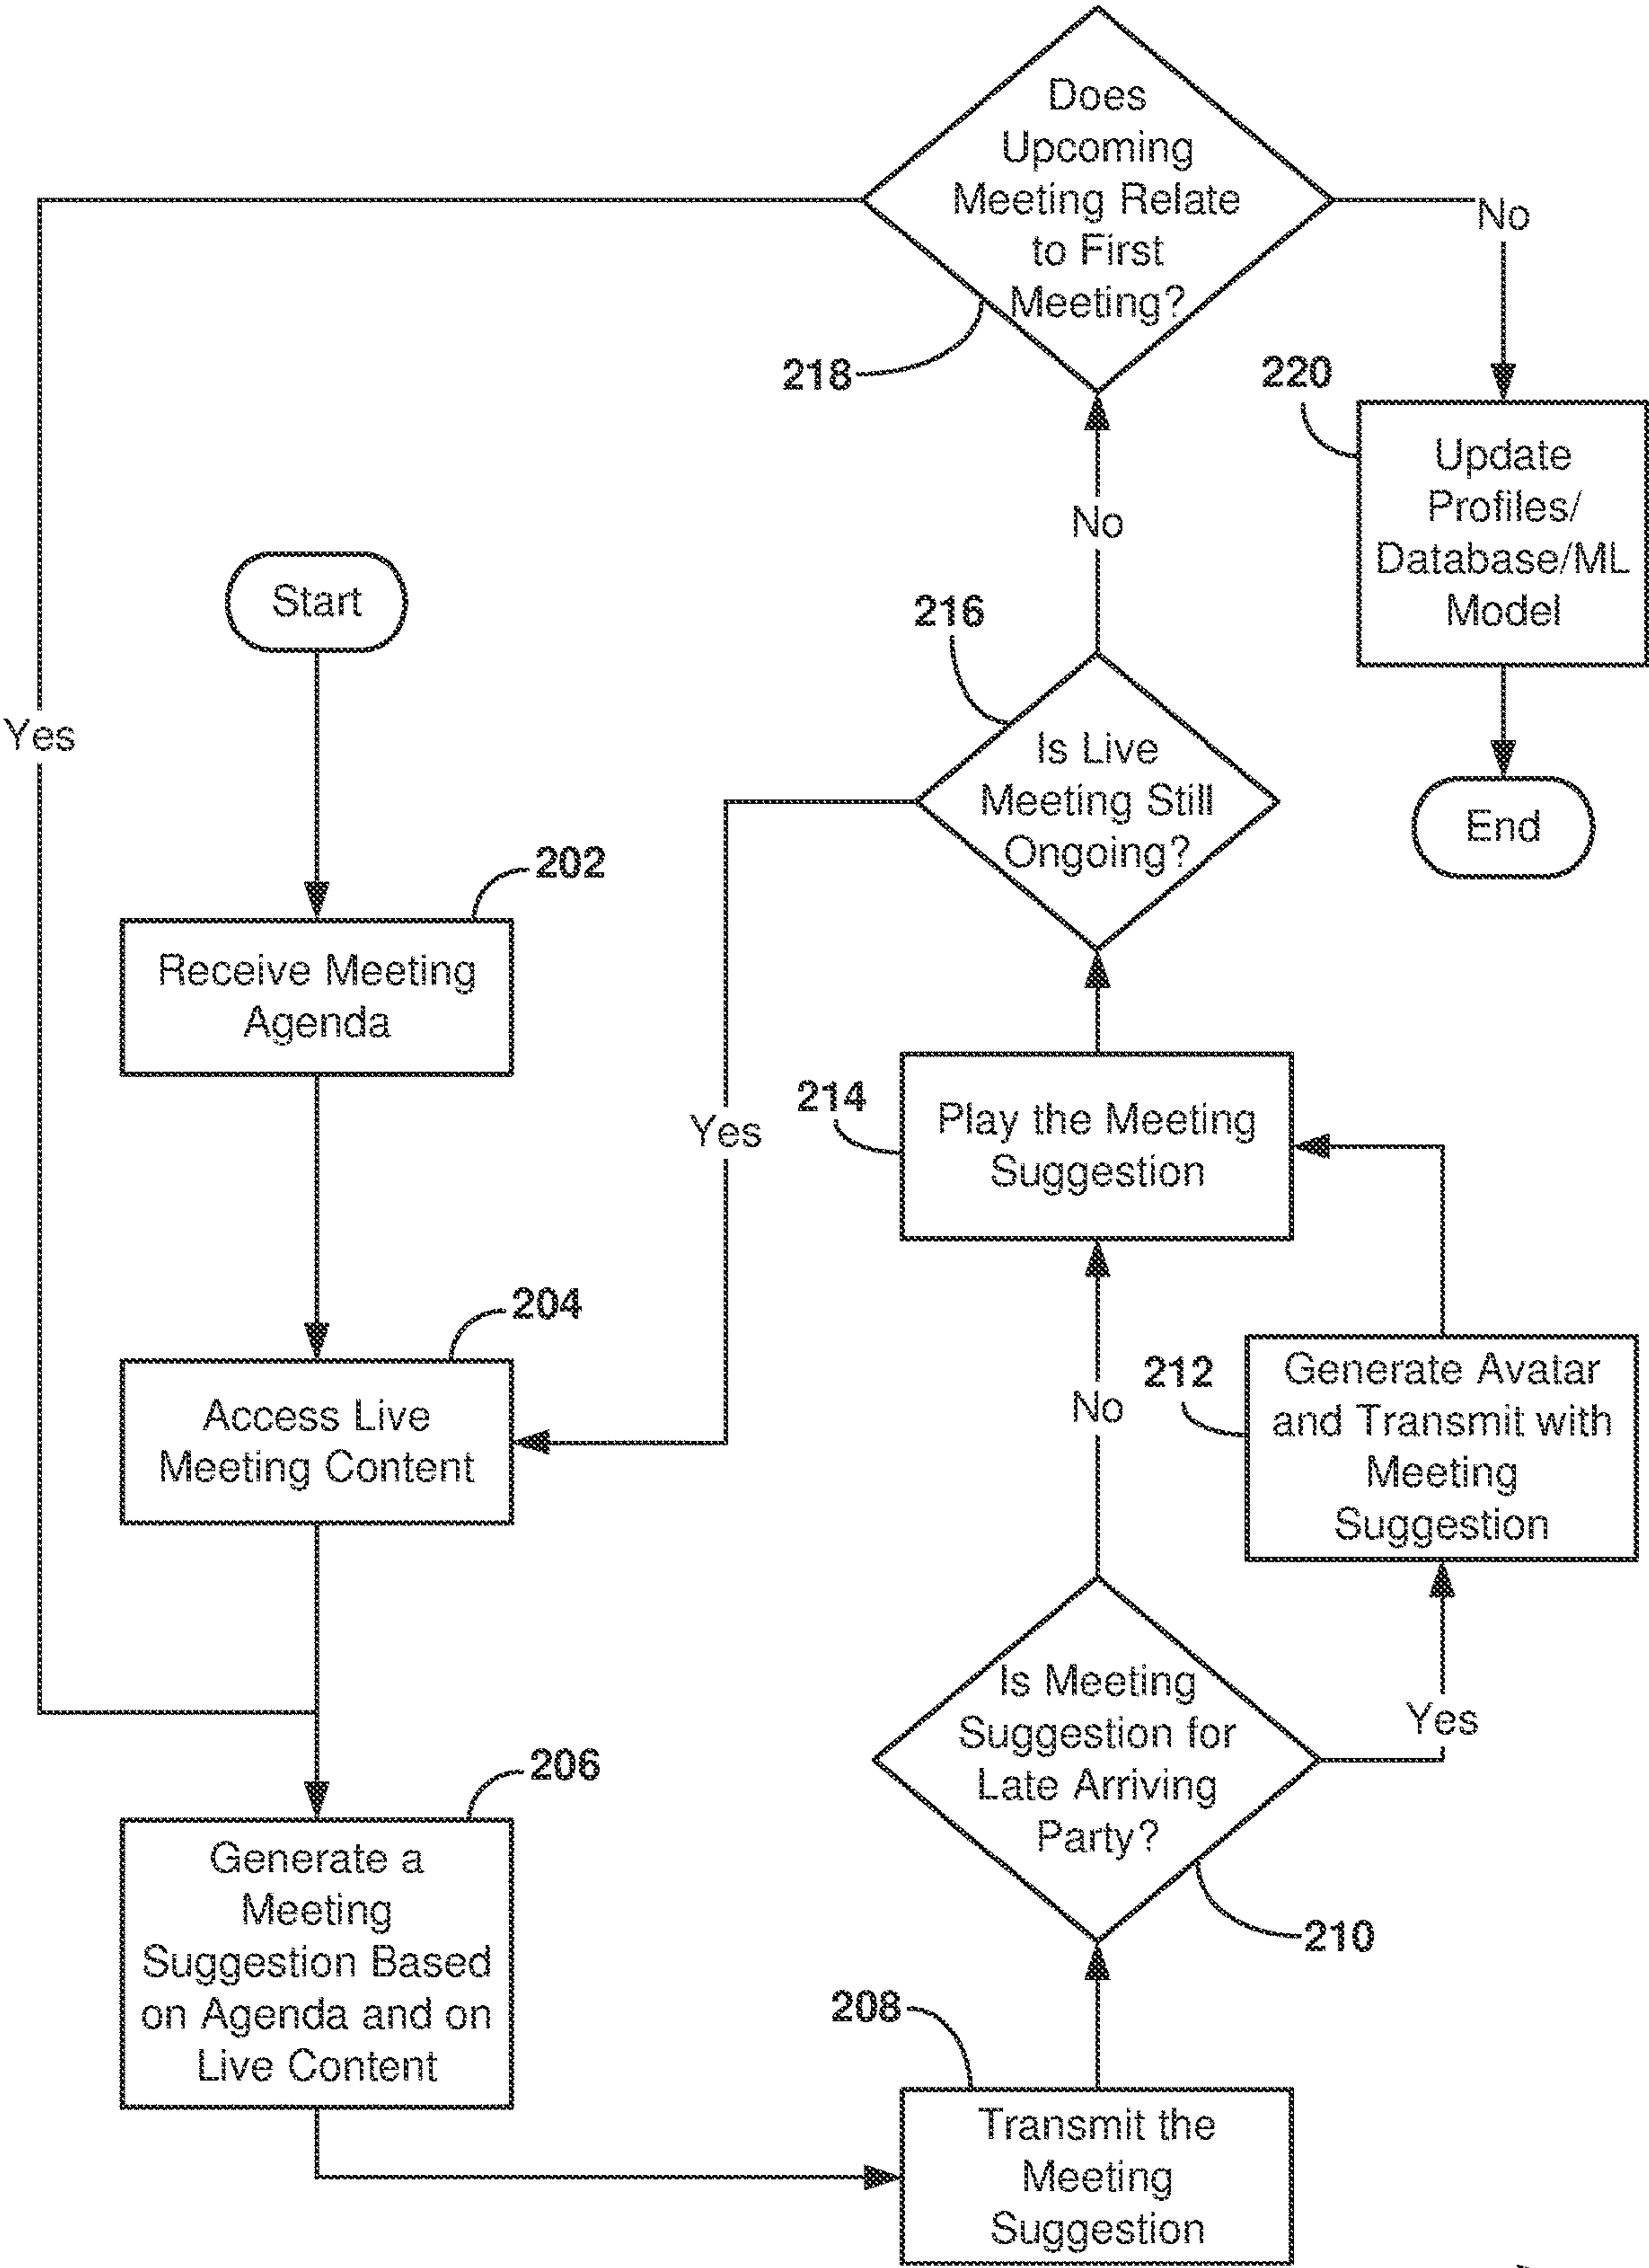 Does
Upcoming
Meeting Relate
to First
Meeting?
No
218
220
Update
Profiles/
Database/ML
Model
Start
No
216
Yes
Is Live
Meeting Still
Ongoing?
End
202
Receive Meeting
Agenda
214
Play the Meeting
Suggestion
Yes
204
Access Live
Meeting Content
No
212
Generate Avatar
and Transmit with
Meeting
Suggestion
Is Meeting
Suggestion for
Late Arriving
Party?
Yes
206
Generate a
Meeting
Suggestion Based
on Agenda and on
Live Content
210
208
Transmit the
Meeting
Suggestion